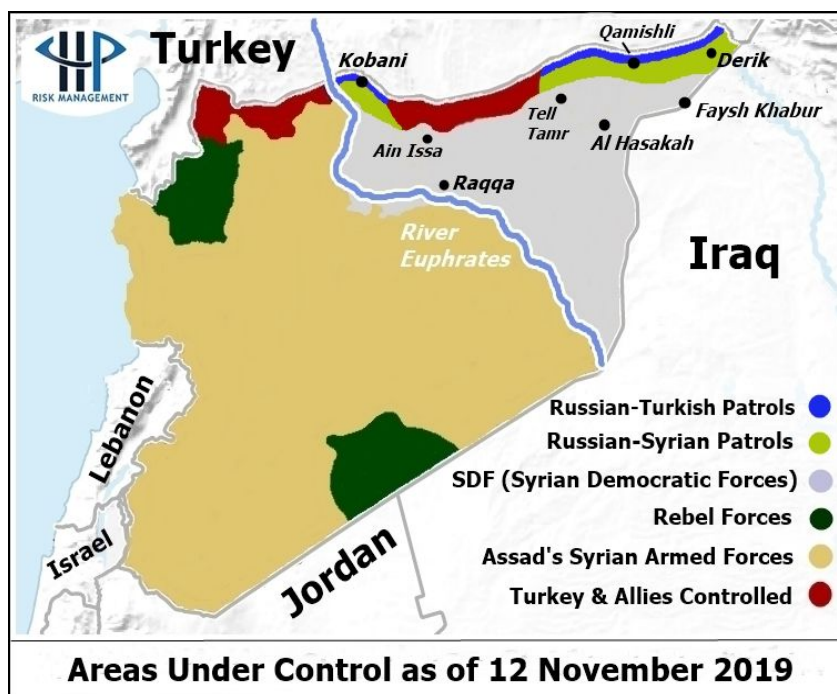 CHP
RISK MANAGEMENT
Turkey
Kobani
Qamishli
Derik
Faysh Khabur
Tell
Tamr
Al Hasakah
Ain Issa
Raqqa
River
Euphrates
Iraq
Lebanon
Israel
Jordan
Russian-Turkish Patrols
Russian-Syrian Patrols
SDF (Syrian Democratic Forces)
Rebel Forces
Assad's Syrian Armed Forces
Turkey & Allies Controlled
Areas Under Control as of 12 November 2019